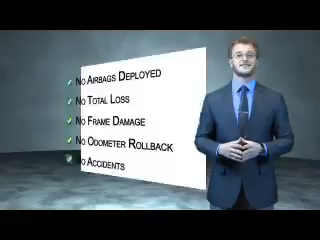 No Airbags Deployed
No Total Loss
No Frame Damage
No Odometer Rollback
No Accidents